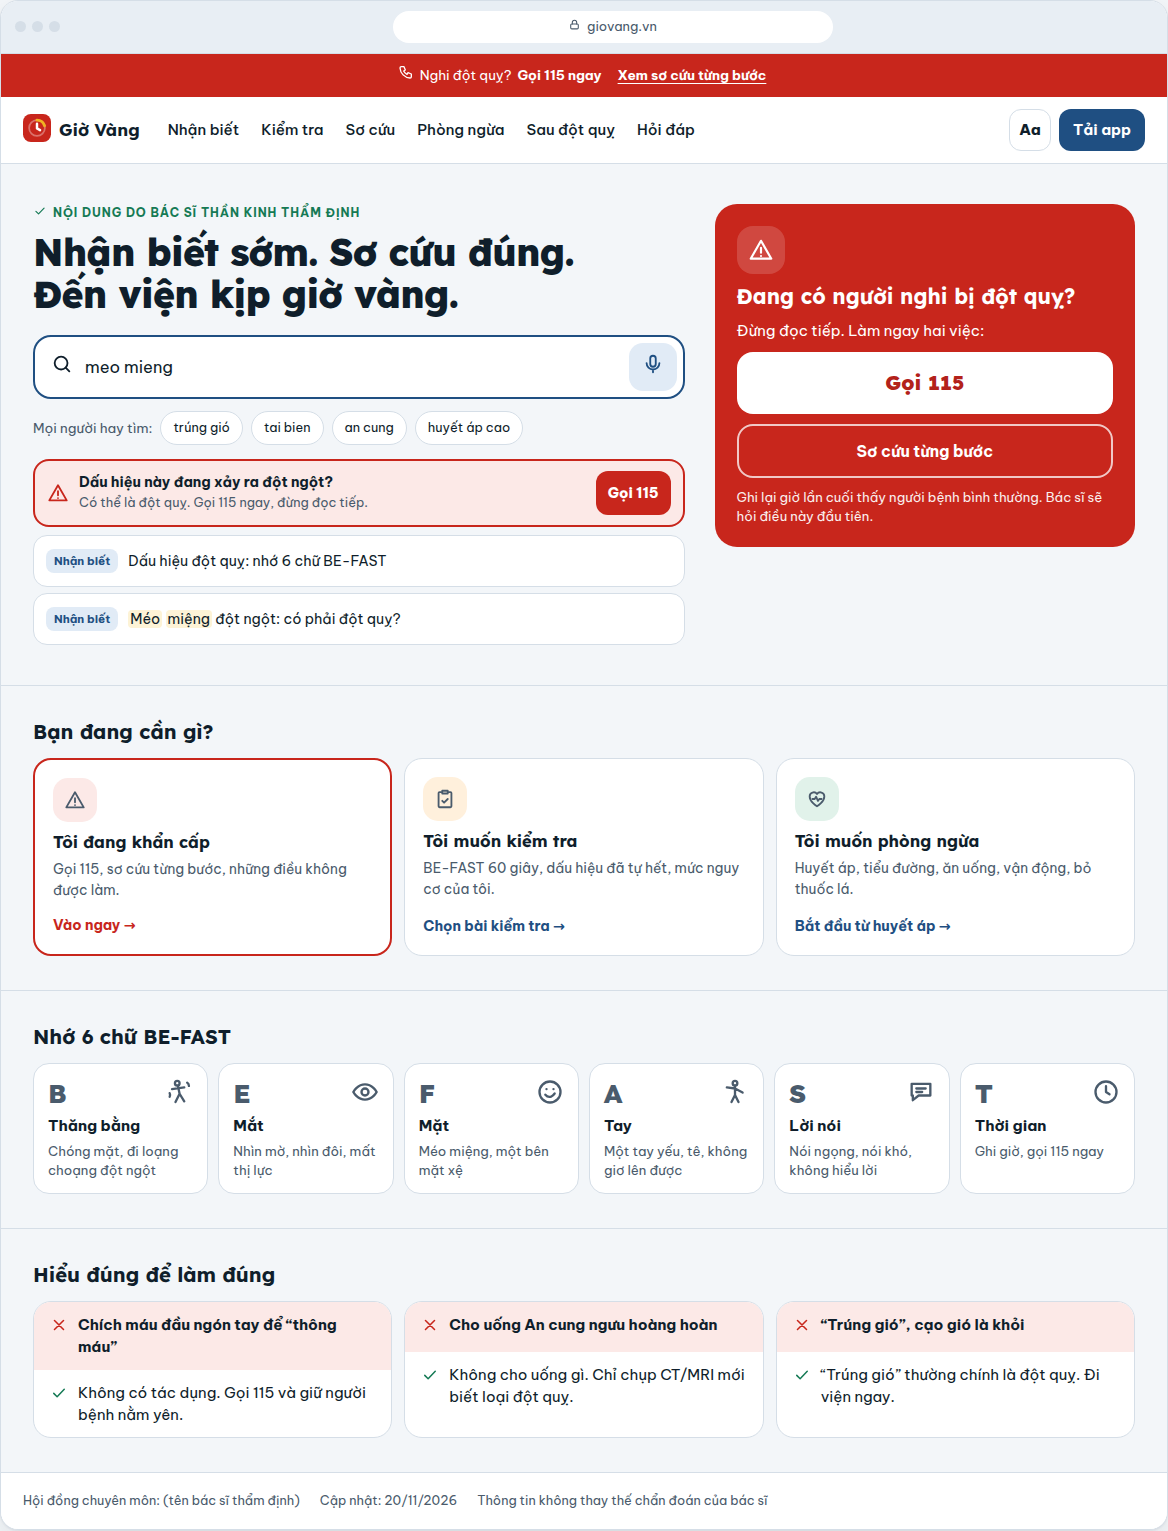 giovang.vn
Nghi đột quỵ? Gọi 115 ngay Xem sơ cứu từng bước
Giờ Vàng Nhận biết Kiểm tra Sơ cứu Phòng ngừa Sau đột quỵ Hỏi đáp Aa Tải app
NỘI DUNG DO BÁC SĨ THẦN KINH THẨM ĐỊNH
Nhận biết sớm. Sơ cứu đúng.
Đến viện kịp giờ vàng.
meo mieng
Mọi người hay tìm: trúng gió tai bien an cung huyết áp cao
Dấu hiệu này đang xảy ra đột ngột?
Có thể là đột quỵ. Gọi 115 ngay, đừng đọc tiếp.
Gọi 115
Nhận biết Dấu hiệu đột quỵ: nhớ 6 chữ BE-FAST
Nhận biết Méo miệng đột ngột: có phải đột quỵ?
Đang có người nghi bị đột quỵ?
Đừng đọc tiếp. Làm ngay hai việc:
Gọi 115
Sơ cứu từng bước
Ghi lại giờ lần cuối thấy người bệnh bình thường. Bác sĩ sẽ
hỏi điều này đầu tiên.
Bạn đang cần gì?
Tôi đang khẩn cấp
Gọi 115, sơ cứu từng bước, những điều không
được làm.
Vào ngay →
Tôi muốn kiểm tra
BE-FAST 60 giây, dấu hiệu đã tự hết, mức nguy
cơ của tôi.
Chọn bài kiểm tra →
Tôi muốn phòng ngừa
Huyết áp, tiểu đường, ăn uống, vận động, bỏ
thuốc lá.
Bắt đầu từ huyết áp →
Nhớ 6 chữ BE-FAST
B
Thăng bằng
Chóng mặt, đi loạng
choạng đột ngột
E
Mắt
Nhìn mờ, nhìn đôi, mất
thị lực
F
Mặt
Méo miệng, một bên
mặt xệ
A
Tay
Một tay yếu, tê, không
giơ lên được
S
Lời nói
Nói ngọng, nói khó,
không hiểu lời
T
Thời gian
Ghi giờ, gọi 115 ngay
Hiểu đúng để làm đúng
Chích máu đầu ngón tay để “thông
máu”
Không có tác dụng. Gọi 115 và giữ người
bệnh nằm yên.
Cho uống An cung ngưu hoàng hoàn
Không cho uống gì. Chỉ chụp CT/MRI mới
biết loại đột quỵ.
“Trúng gió”, cạo gió là khỏi
“Trúng gió” thường chính là đột quỵ. Đi
viện ngay.
Hội đồng chuyên môn: (tên bác sĩ thẩm định) Cập nhật: 20/11/2026 Thông tin không thay thế chẩn đoán của bác sĩ